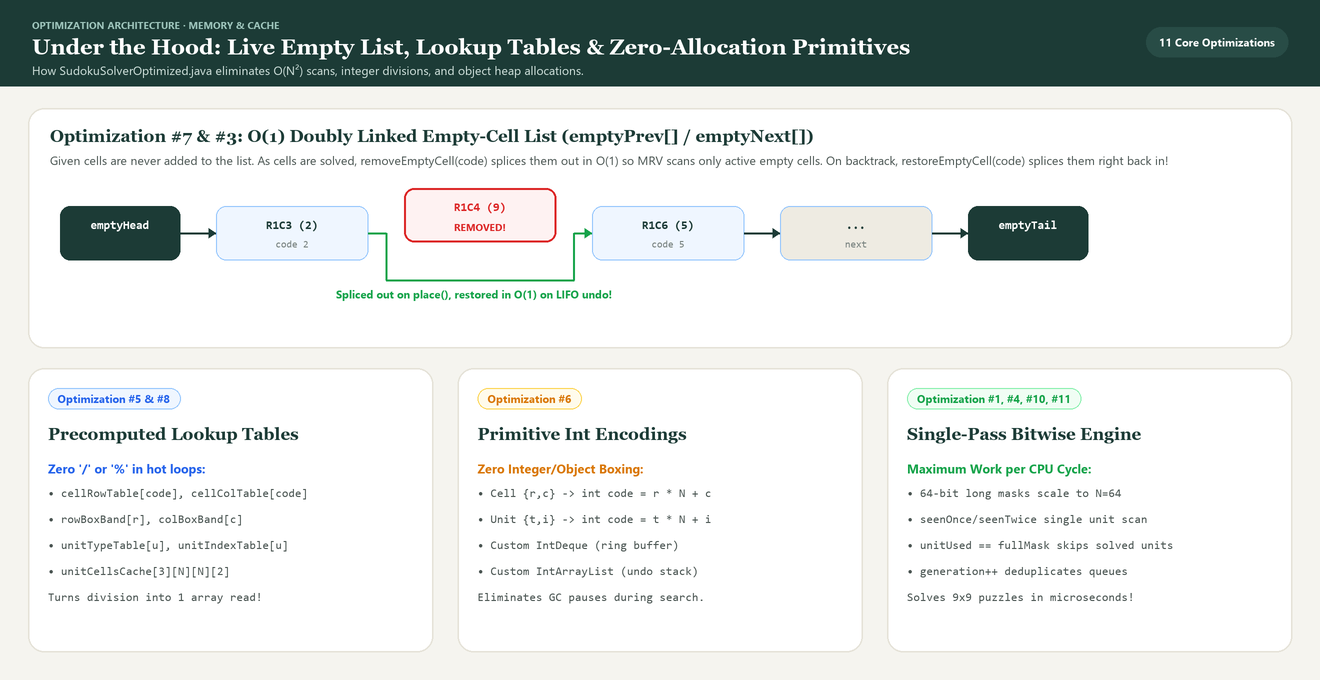 OPTIMIZATION ARCHITECTURE · MEMORY & CACHE
Under the Hood: Live Empty List, Lookup Tables & Zero-Allocation Primitives
How SudokuSolverOptimized.java eliminates O(N²) scans, integer divisions, and object heap allocations.
11 Core Optimizations
Optimization #7 & #3: O(1) Doubly Linked Empty-Cell List (emptyPrev[] / emptyNext[])
Given cells are never added to the list. As cells are solved, removeEmptyCell(code) splices them out in O(1) so MRV scans only active empty cells. On backtrack, restoreEmptyCell(code) splices them right back in!
emptyHead
R1C3 (2)
code 2
R1C4 (9)
REMOVED!
R1C6 (5)
code 5
...
next
emptyTail
Spliced out on place(), restored in O(1) on LIFO undo!
Optimization #5 & #8
Precomputed Lookup Tables
Zero '/' or '%' in hot loops:
• cellRowTable[code], cellColTable[code]
• rowBoxBand[r], colBoxBand[c]
• unitTypeTable[u], unitIndexTable[u]
• unitCellsCache[3][N][N][2]
Turns division into 1 array read!
Optimization #6
Primitive Int Encodings
Zero Integer/Object Boxing:
• Cell {r,c} -> int code = r * N + c
• Unit {t,i} -> int code = t * N + i
• Custom IntDeque (ring buffer)
• Custom IntArrayList (undo stack)
Eliminates GC pauses during search.
Optimization #1, #4, #10, #11
Single-Pass Bitwise Engine
Maximum Work per CPU Cycle:
• 64-bit long masks scale to N=64
• seenOnce/seenTwice single unit scan
• unitUsed == fullMask skips solved units
• generation++ deduplicates queues
Solves 9x9 puzzles in microseconds!